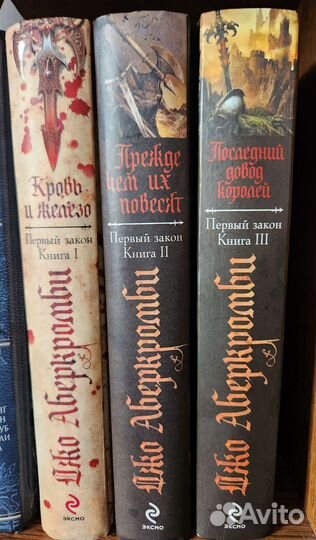 Кровь
и железо
Первый закон
Книга I
Джо Аберкромби
ЭКСМО
Прежде
чем их
повесят
Первый закон
Книга II
Джо Аберкромби
ЭКСМО
Последний
довод
королей
Первый закон
Книга III
Джо Аберкромби
ЭКСМО
Avito